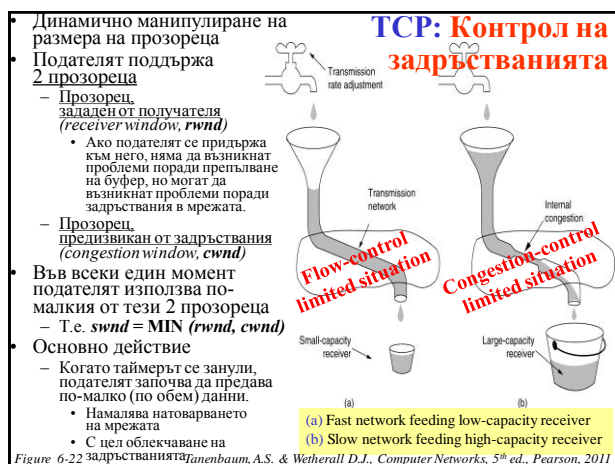 TCP: Контрол на
задръстванията
• Динамично манипулиране на
размера на прозореца
• Подателят поддържа
2 прозореца
– Прозорец,
зададен от получателя
(receiver window, rwnd)
• Ако подателят се придържа
към него, няма да възникнат
проблеми поради препълване
на буфер, но могат да
възникнат проблеми поради
задръствания в мрежата.
– Прозорец,
предизвикан от задръствания
(congestion window, cwnd)
• Във всеки един момент
подателят използва по-
малкия от тези 2 прозореца
– Т.е. swnd = MIN (rwnd, cwnd)
• Основно действие
– Когато таймерът се занули,
подателят започва да предава
по-малко (по обем) данни.
• Намалява натоварването
на мрежата
• С цел облекчаване на
задръстванията
Transmission
rate adjustment
Transmission
network
Internal
congestion
Flow-control
limited situation
Congestion-control
limited situation
Small-capacity
receiver
Large-capacity
receiver
(a)
(b)
(a) Fast network feeding low-capacity receiver
(b) Slow network feeding high-capacity receiver
Figure 6-22
Tanenbaum, A.S. & Wetherall D.J., Computer Networks, 5th ed., Pearson, 2011